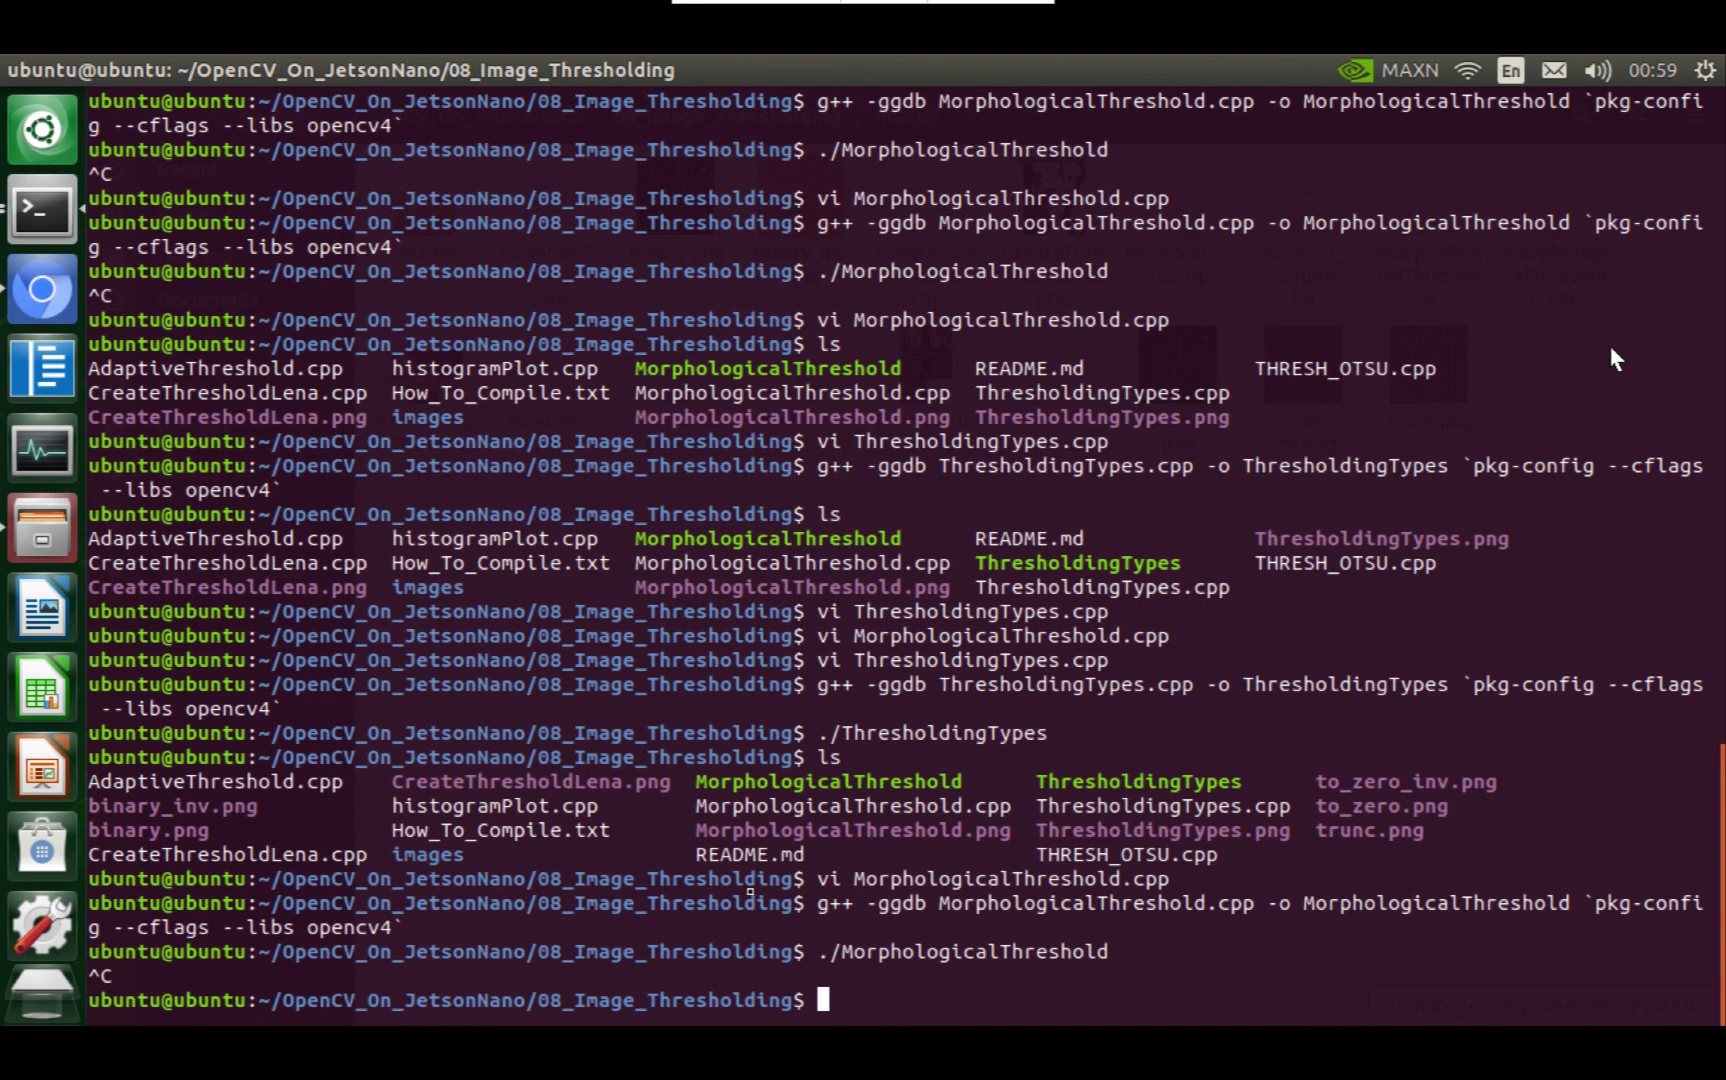 ubuntu@ubuntu: ~/OpenCV_On_JetsonNano/08_Image_Thresholding
MAXN En 00:59
ubuntu@ubuntu:~/OpenCV_On_JetsonNano/08_Image_Thresholding$ g++ -ggdb MorphologicalThreshold.cpp -o MorphologicalThreshold `pkg-confi
g --cflags --libs opencv4`
ubuntu@ubuntu:~/OpenCV_On_JetsonNano/08_Image_Thresholding$ ./MorphologicalThreshold
^C
ubuntu@ubuntu:~/OpenCV_On_JetsonNano/08_Image_Thresholding$ vi MorphologicalThreshold.cpp
ubuntu@ubuntu:~/OpenCV_On_JetsonNano/08_Image_Thresholding$ g++ -ggdb MorphologicalThreshold.cpp -o MorphologicalThreshold `pkg-confi
g --cflags --libs opencv4`
ubuntu@ubuntu:~/OpenCV_On_JetsonNano/08_Image_Thresholding$ ./MorphologicalThreshold
^C
ubuntu@ubuntu:~/OpenCV_On_JetsonNano/08_Image_Thresholding$ vi MorphologicalThreshold.cpp
ubuntu@ubuntu:~/OpenCV_On_JetsonNano/08_Image_Thresholding$ ls
AdaptiveThreshold.cpp histogramPlot.cpp MorphologicalThreshold README.md THRESH_OTSU.cpp
CreateThresholdLena.cpp How_To_Compile.txt MorphologicalThreshold.cpp ThresholdingTypes.cpp
CreateThresholdLena.png images MorphologicalThreshold.png ThresholdingTypes.png
ubuntu@ubuntu:~/OpenCV_On_JetsonNano/08_Image_Thresholding$ vi ThresholdingTypes.cpp
ubuntu@ubuntu:~/OpenCV_On_JetsonNano/08_Image_Thresholding$ g++ -ggdb ThresholdingTypes.cpp -o ThresholdingTypes `pkg-config --cflags
--libs opencv4`
ubuntu@ubuntu:~/OpenCV_On_JetsonNano/08_Image_Thresholding$ ls
AdaptiveThreshold.cpp histogramPlot.cpp MorphologicalThreshold README.md ThresholdingTypes.png
CreateThresholdLena.cpp How_To_Compile.txt MorphologicalThreshold.cpp ThresholdingTypes THRESH_OTSU.cpp
CreateThresholdLena.png images MorphologicalThreshold.png ThresholdingTypes.cpp
ubuntu@ubuntu:~/OpenCV_On_JetsonNano/08_Image_Thresholding$ vi ThresholdingTypes.cpp
ubuntu@ubuntu:~/OpenCV_On_JetsonNano/08_Image_Thresholding$ vi MorphologicalThreshold.cpp
ubuntu@ubuntu:~/OpenCV_On_JetsonNano/08_Image_Thresholding$ vi ThresholdingTypes.cpp
ubuntu@ubuntu:~/OpenCV_On_JetsonNano/08_Image_Thresholding$ g++ -ggdb ThresholdingTypes.cpp -o ThresholdingTypes `pkg-config --cflags
--libs opencv4`
ubuntu@ubuntu:~/OpenCV_On_JetsonNano/08_Image_Thresholding$ ./ThresholdingTypes
ubuntu@ubuntu:~/OpenCV_On_JetsonNano/08_Image_Thresholding$ ls
AdaptiveThreshold.cpp CreateThresholdLena.png MorphologicalThreshold ThresholdingTypes to_zero_inv.png
binary_inv.png histogramPlot.cpp MorphologicalThreshold.cpp ThresholdingTypes.cpp to_zero.png
binary.png How_To_Compile.txt MorphologicalThreshold.png ThresholdingTypes.png trunc.png
CreateThresholdLena.cpp images README.md THRESH_OTSU.cpp
ubuntu@ubuntu:~/OpenCV_On_JetsonNano/08_Image_Thresholding$ vi MorphologicalThreshold.cpp
ubuntu@ubuntu:~/OpenCV_On_JetsonNano/08_Image_Thresholding$ g++ -ggdb MorphologicalThreshold.cpp -o MorphologicalThreshold `pkg-confi
g --cflags --libs opencv4`
ubuntu@ubuntu:~/OpenCV_On_JetsonNano/08_Image_Thresholding$ ./MorphologicalThreshold
^C
ubuntu@ubuntu:~/OpenCV_On_JetsonNano/08_Image_Thresholding$